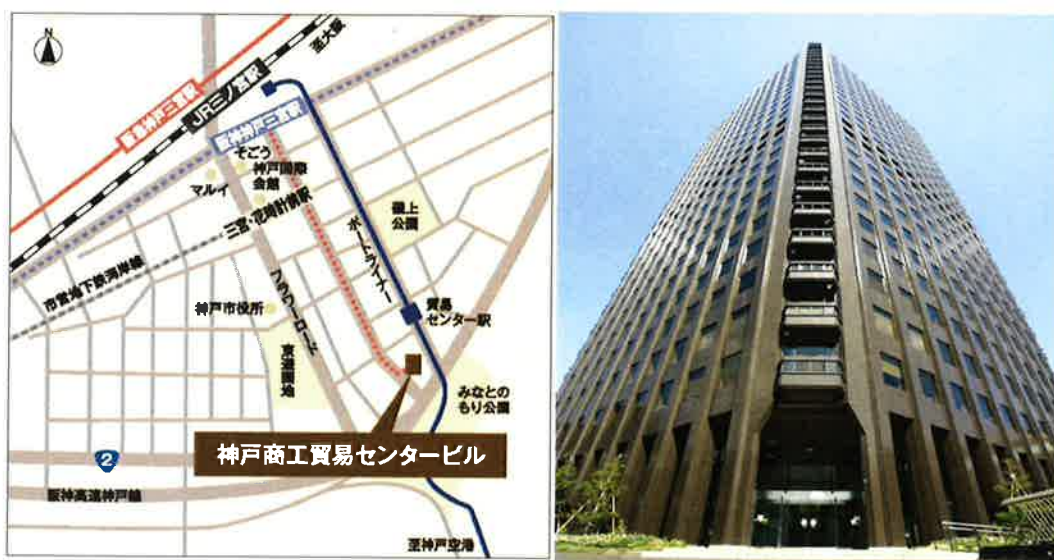 N
至大阪
阪急神戸三宮駅
JR三ノ宮駅
阪神神戸三宮駅
そごう
神戸国際
会館
マルイ
三宮・花時計前駅
磯上
公園
ポートライナー
市営地下鉄海岸線
神戸市役所
フラワーロード
貿易
センター駅
東遊園地
みなとの
もり公園
神戸商工貿易センタービル
2
阪神高速神戸線
至神戸空港